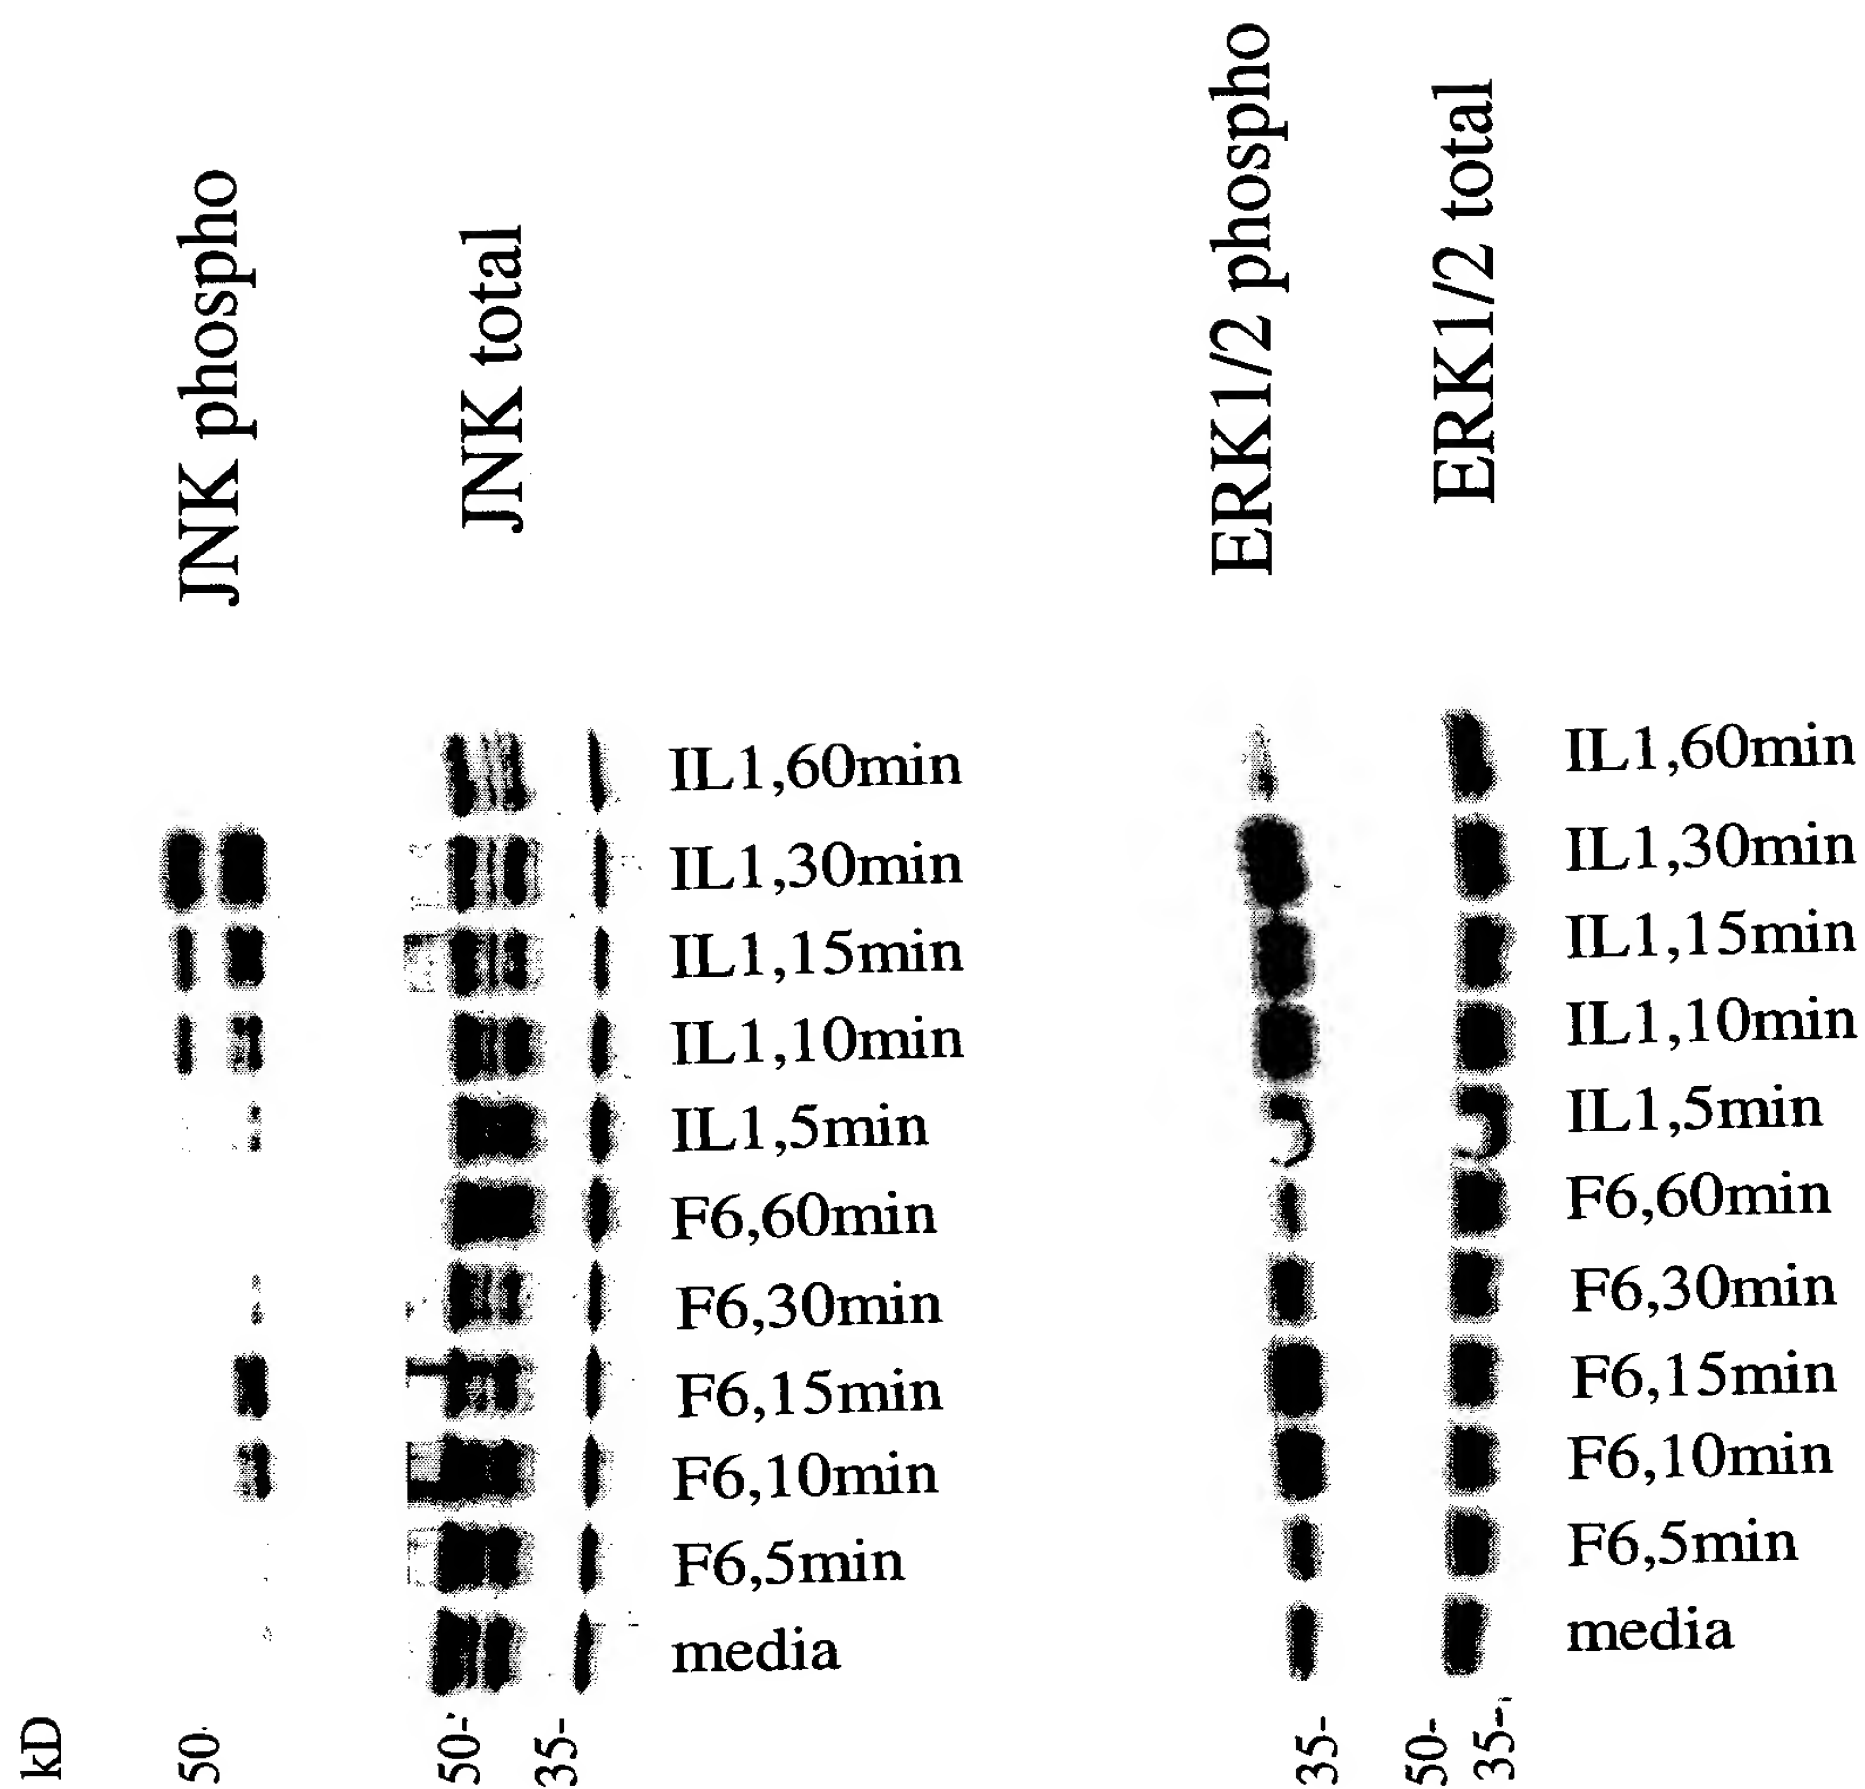 JNK phospho
JNK total
IL1,60min
IL1,30min
IL1,15min
IL1,10min
IL1,5min
F6,60min
F6,30min
F6,15min
F6,10min
F6,5min
media
kD
50
50-
35-
ERK1/2 phospho
ERK1/2 total
IL1,60min
IL1,30min
IL1,15min
IL1,10min
IL1,5min
F6,60min
F6,30min
F6,15min
F6,10min
F6,5min
media
35-
50-
35-